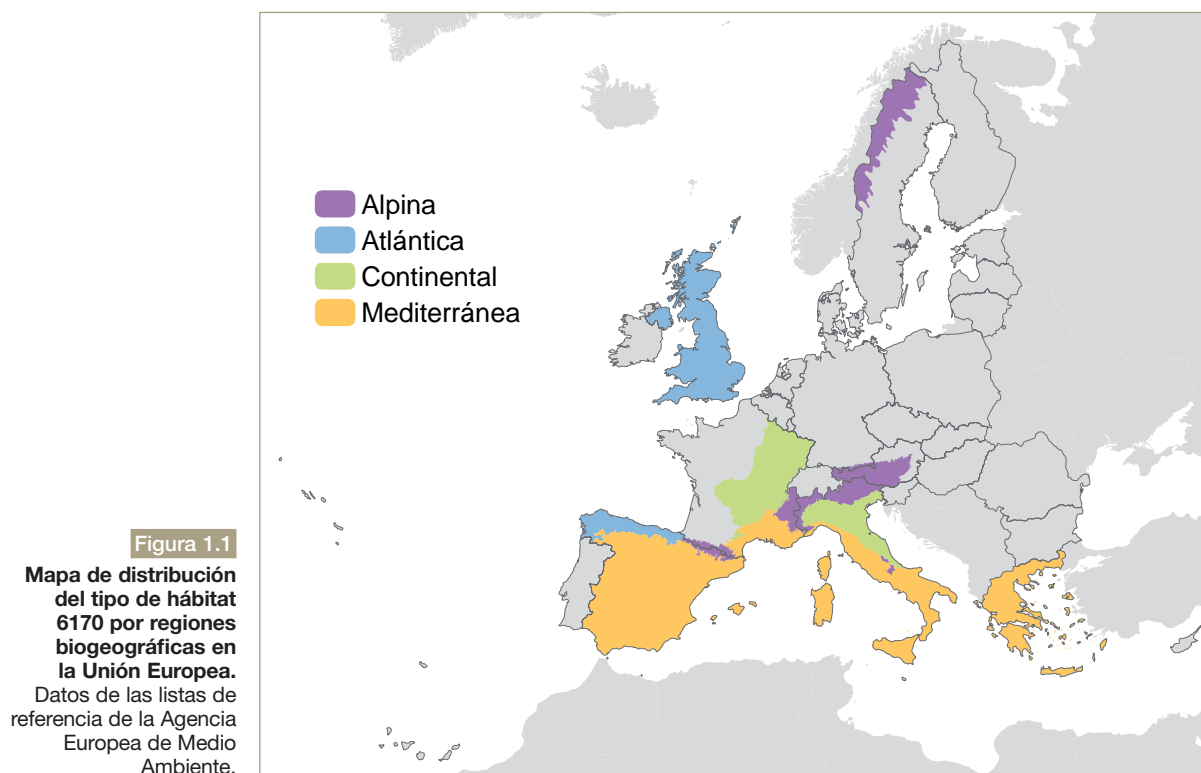 Alpina
Atlántica
Continental
Mediterránea
Figura 1.1
Mapa de distribución
del tipo de hábitat
6170 por regiones
biogeográficas en
la Unión Europea.
Datos de las listas de
referencia de la Agencia
Europea de Medio
Ambiente.